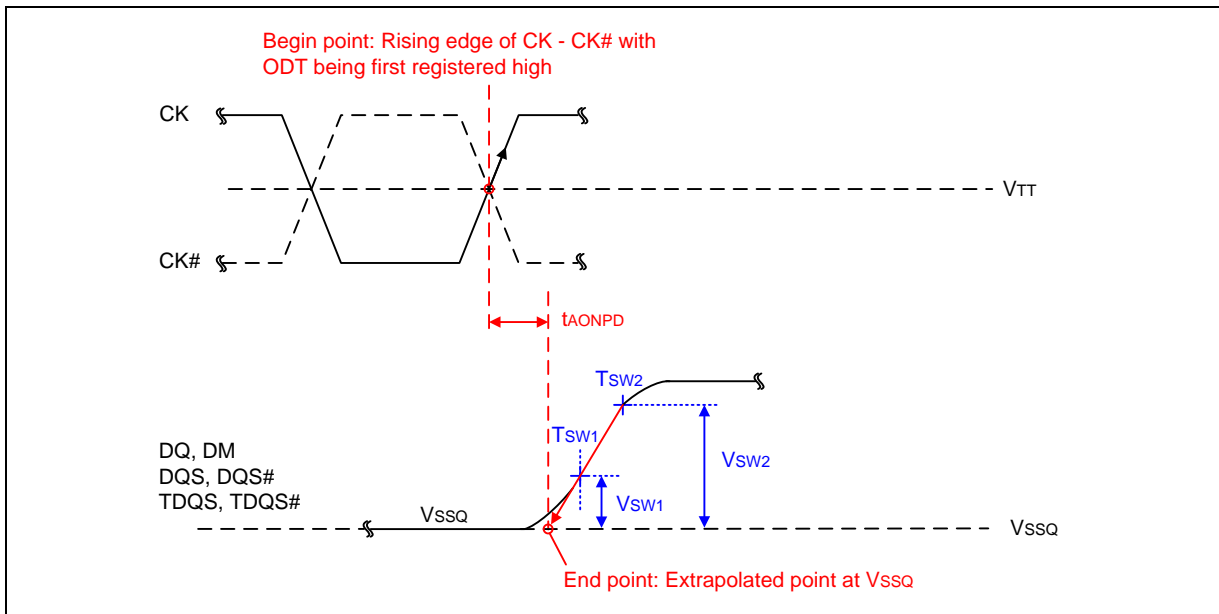 Begin point: Rising edge of CK - CK# with
ODT being first registered high
CK
VTT
CK#
tAONPD
TSW2
TSW1
DQ, DM
DQS, DQS#
TDQS, TDQS#
VSW2
VSW1
VSSQ
VSSQ
End point: Extrapolated point at VSSQ